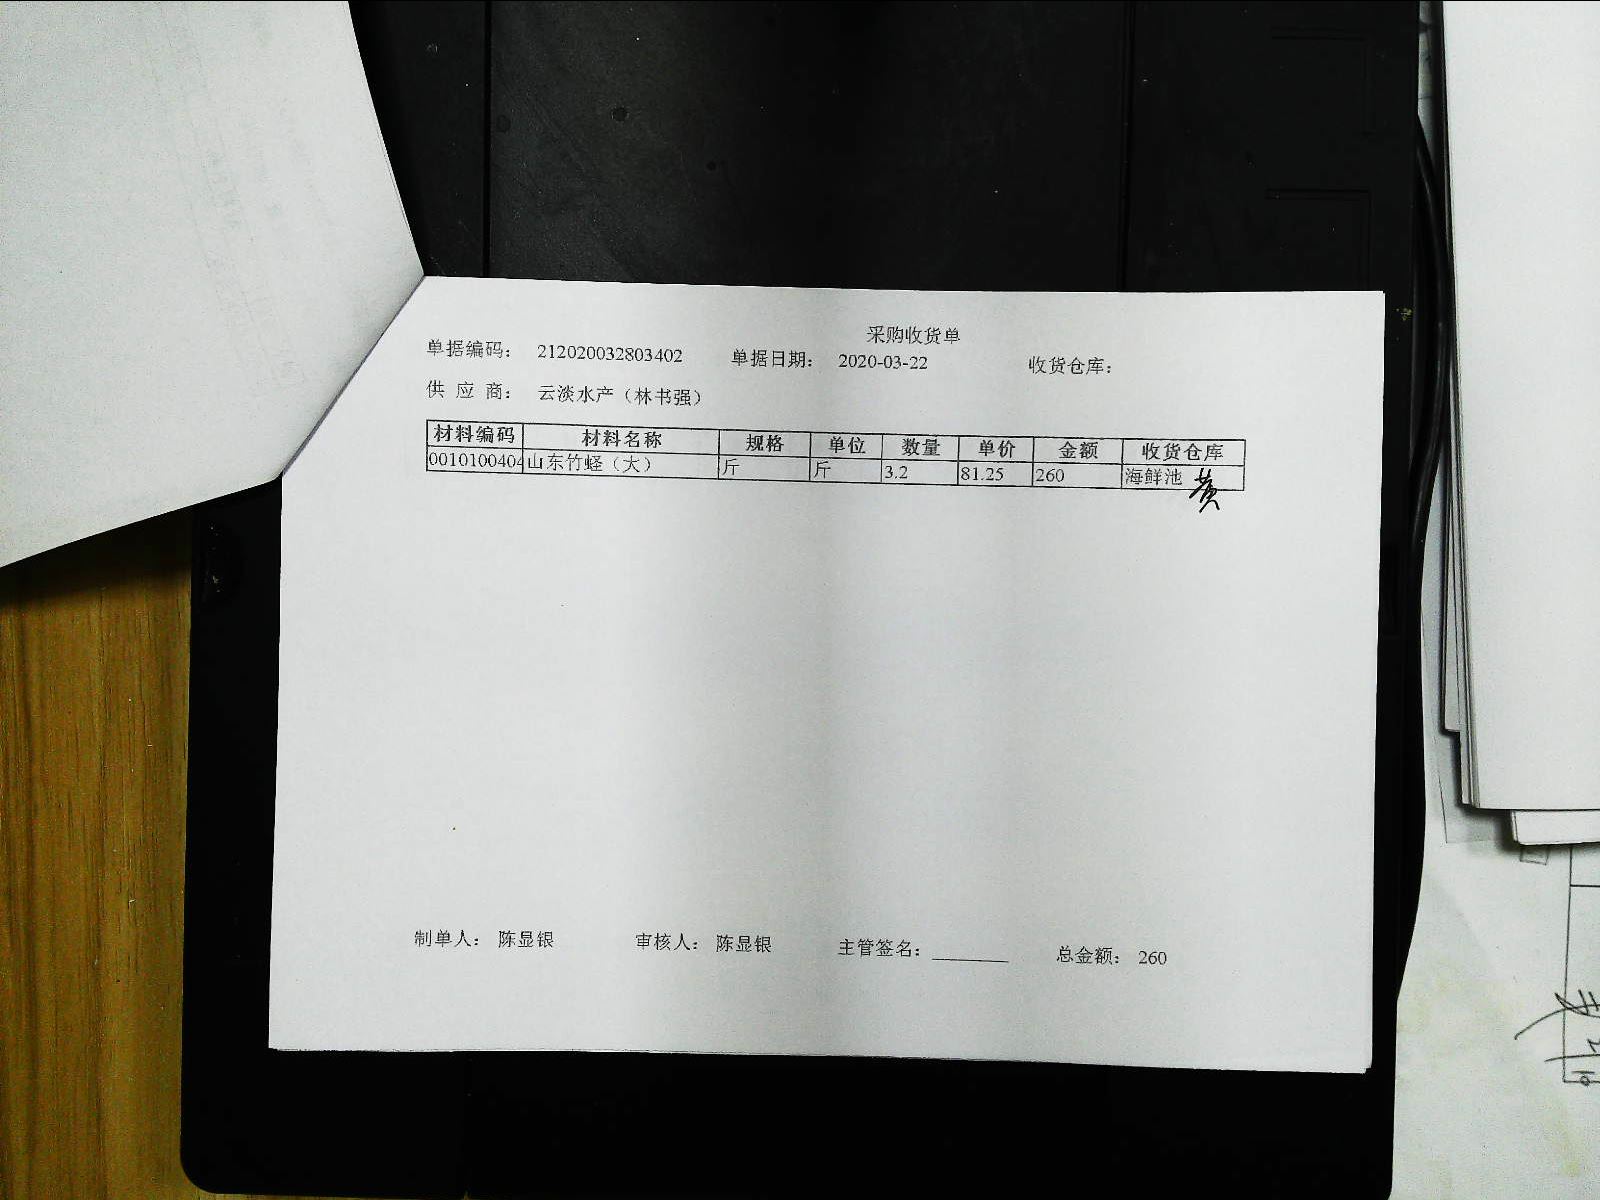 采购收货单
单据编码： 212020032803402 单据日期： 2020-03-22 收货仓库：
供 应 商： 云淡水产（林书强）
材料编码 材料名称 规格 单位 数量 单价 金额 收货仓库
0010100404 山东竹蛏（大） 斤 斤 3.2 81.25 260 海鲜池 黄
制单人： 陈显银 审核人： 陈显银 主管签名： 总金额： 260